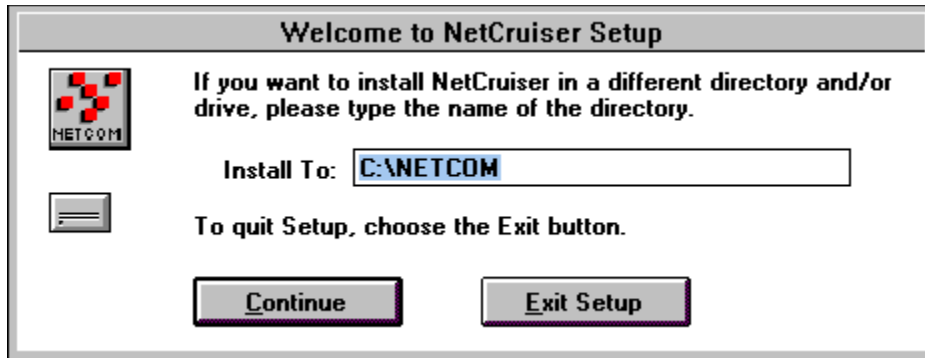 Welcome to NetCruiser Setup
NETCOM
If you want to install NetCruiser in a different directory and/or
drive, please type the name of the directory.
Install To: C:\NETCOM
To quit Setup, choose the Exit button.
Continue Exit Setup